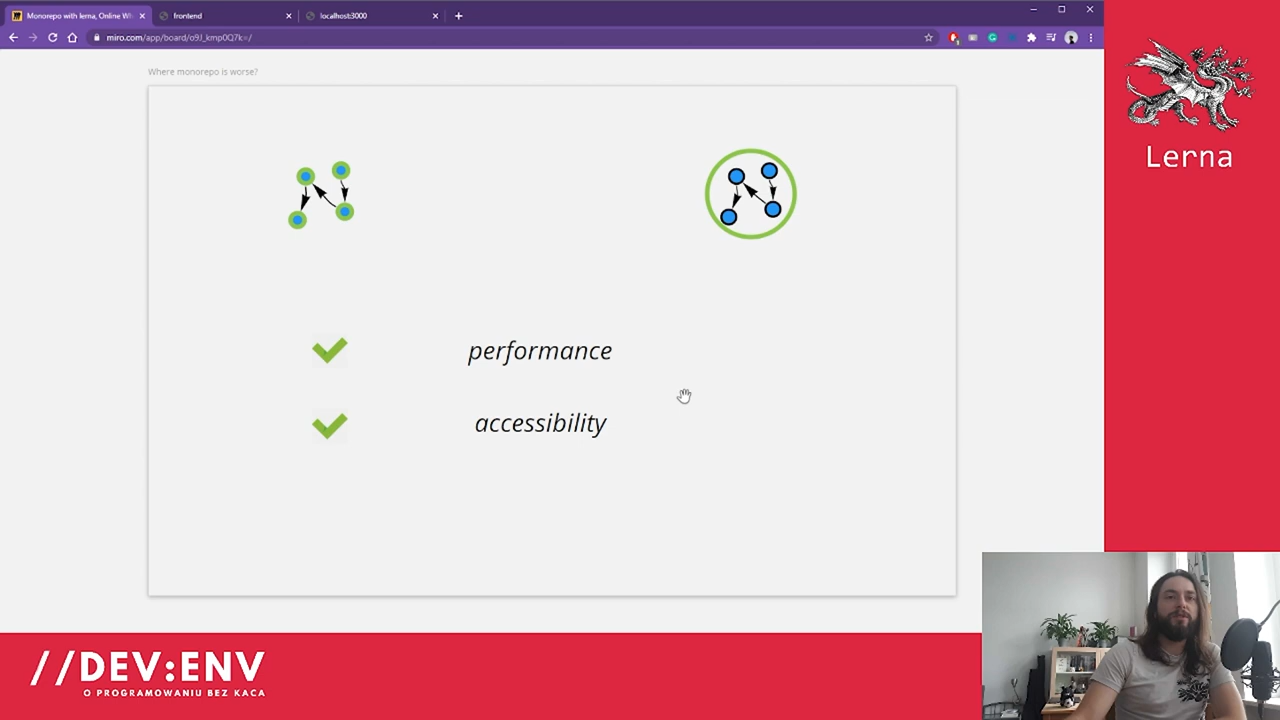 Monorepo with lerna, Online Wh
frontend
localhost:3000
miro.com/app/board/o9J_kmp0Q7k=/
Where monorepo is worse?
performance
accessibility
Lerna
//DEV:ENV
O PROGRAMOWANIU BEZ KACA